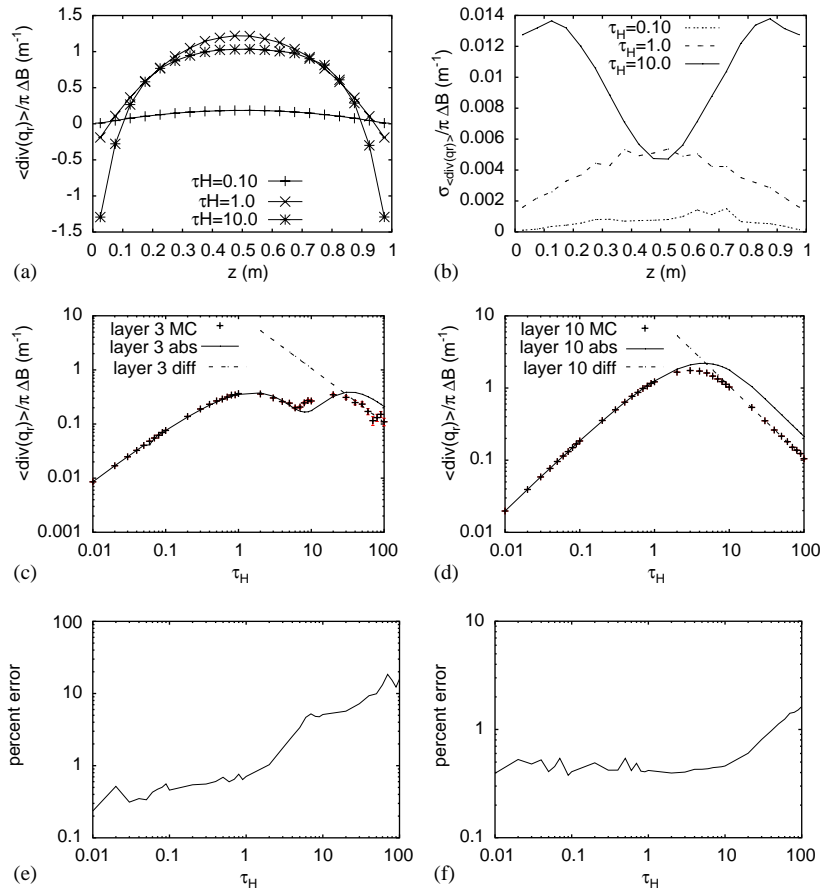 <div(q_r)>/π ΔB (m⁻¹)
1.5
1
0.5
0
-0.5
-1
-1.5
τH=0.10
τH=1.0
τH=10.0
0 0.1 0.2 0.3 0.4 0.5 0.6 0.7 0.8 0.9 1
z (m)
(a)
σ_<div(qr)>/π ΔB (m⁻¹)
0.014
0.012
0.01
0.008
0.006
0.004
0.002
0
τ_H=0.10
τ_H=1.0
τ_H=10.0
0 0.1 0.2 0.3 0.4 0.5 0.6 0.7 0.8 0.9 1
z (m)
(b)
<div(q_r)>/π ΔB (m⁻¹)
10
1
0.1
0.01
0.001
layer 3 MC
layer 3 abs
layer 3 diff
0.01 0.1 1 10 100
τ_H
(c)
<div(q_r)>/π ΔB (m⁻¹)
10
1
0.1
0.01
layer 10 MC
layer 10 abs
layer 10 diff
0.01 0.1 1 10 100
τ_H
(d)
percent error
100
10
1
0.1
0.01 0.1 1 10 100
τ_H
(e)
percent error
10
1
0.1
0.01 0.1 1 10 100
τ_H
(f)